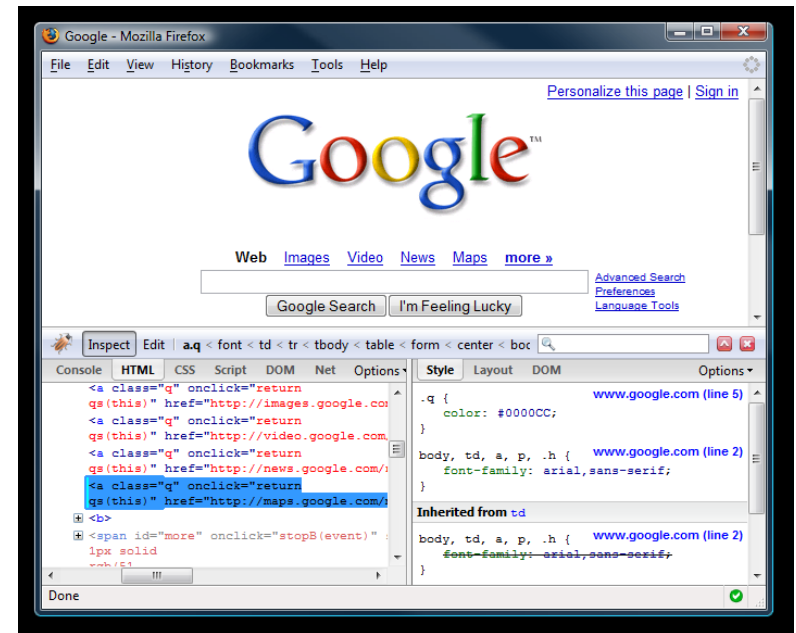 Google - Mozilla Firefox
File Edit View History Bookmarks Tools Help
Personalize this page | Sign in
Google™
Web Images Video News Maps more »
Advanced Search
Preferences
Language Tools
Google Search I'm Feeling Lucky
Inspect Edit a.q < font < td < tr < tbody < table < form < center < boc
Console HTML CSS Script DOM Net Options
<a class="q" onclick="return
qs(this)" href="http://images.google.com
<a class="q" onclick="return
qs(this)" href="http://video.google.com
<a class="q" onclick="return
qs(this)" href="http://news.google.com/
<a class="q" onclick="return
qs(this)" href="http://maps.google.com/
<b>
<span id="more" onclick="stopB(event)"
1px solid
rgb(51
Style Layout DOM Options
.q { www.google.com (line 5)
color: #0000CC;
}
body, td, a, p, .h { www.google.com (line 2)
font-family: arial,sans-serif;
}
Inherited from td
body, td, a, p, .h { www.google.com (line 2)
font-family: arial,sans-serif;
}
Done